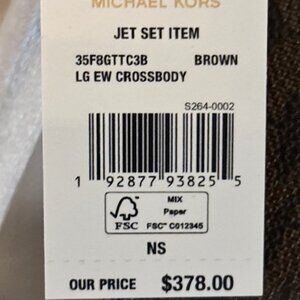 MICHAEL KORS
JET SET ITEM
35F8GTTC3B BROWN
LG EW CROSSBODY
S264-0002
1 92877 93825 5
FSC
MIX
Paper
FSC™ C012345
NS
OUR PRICE $378.00